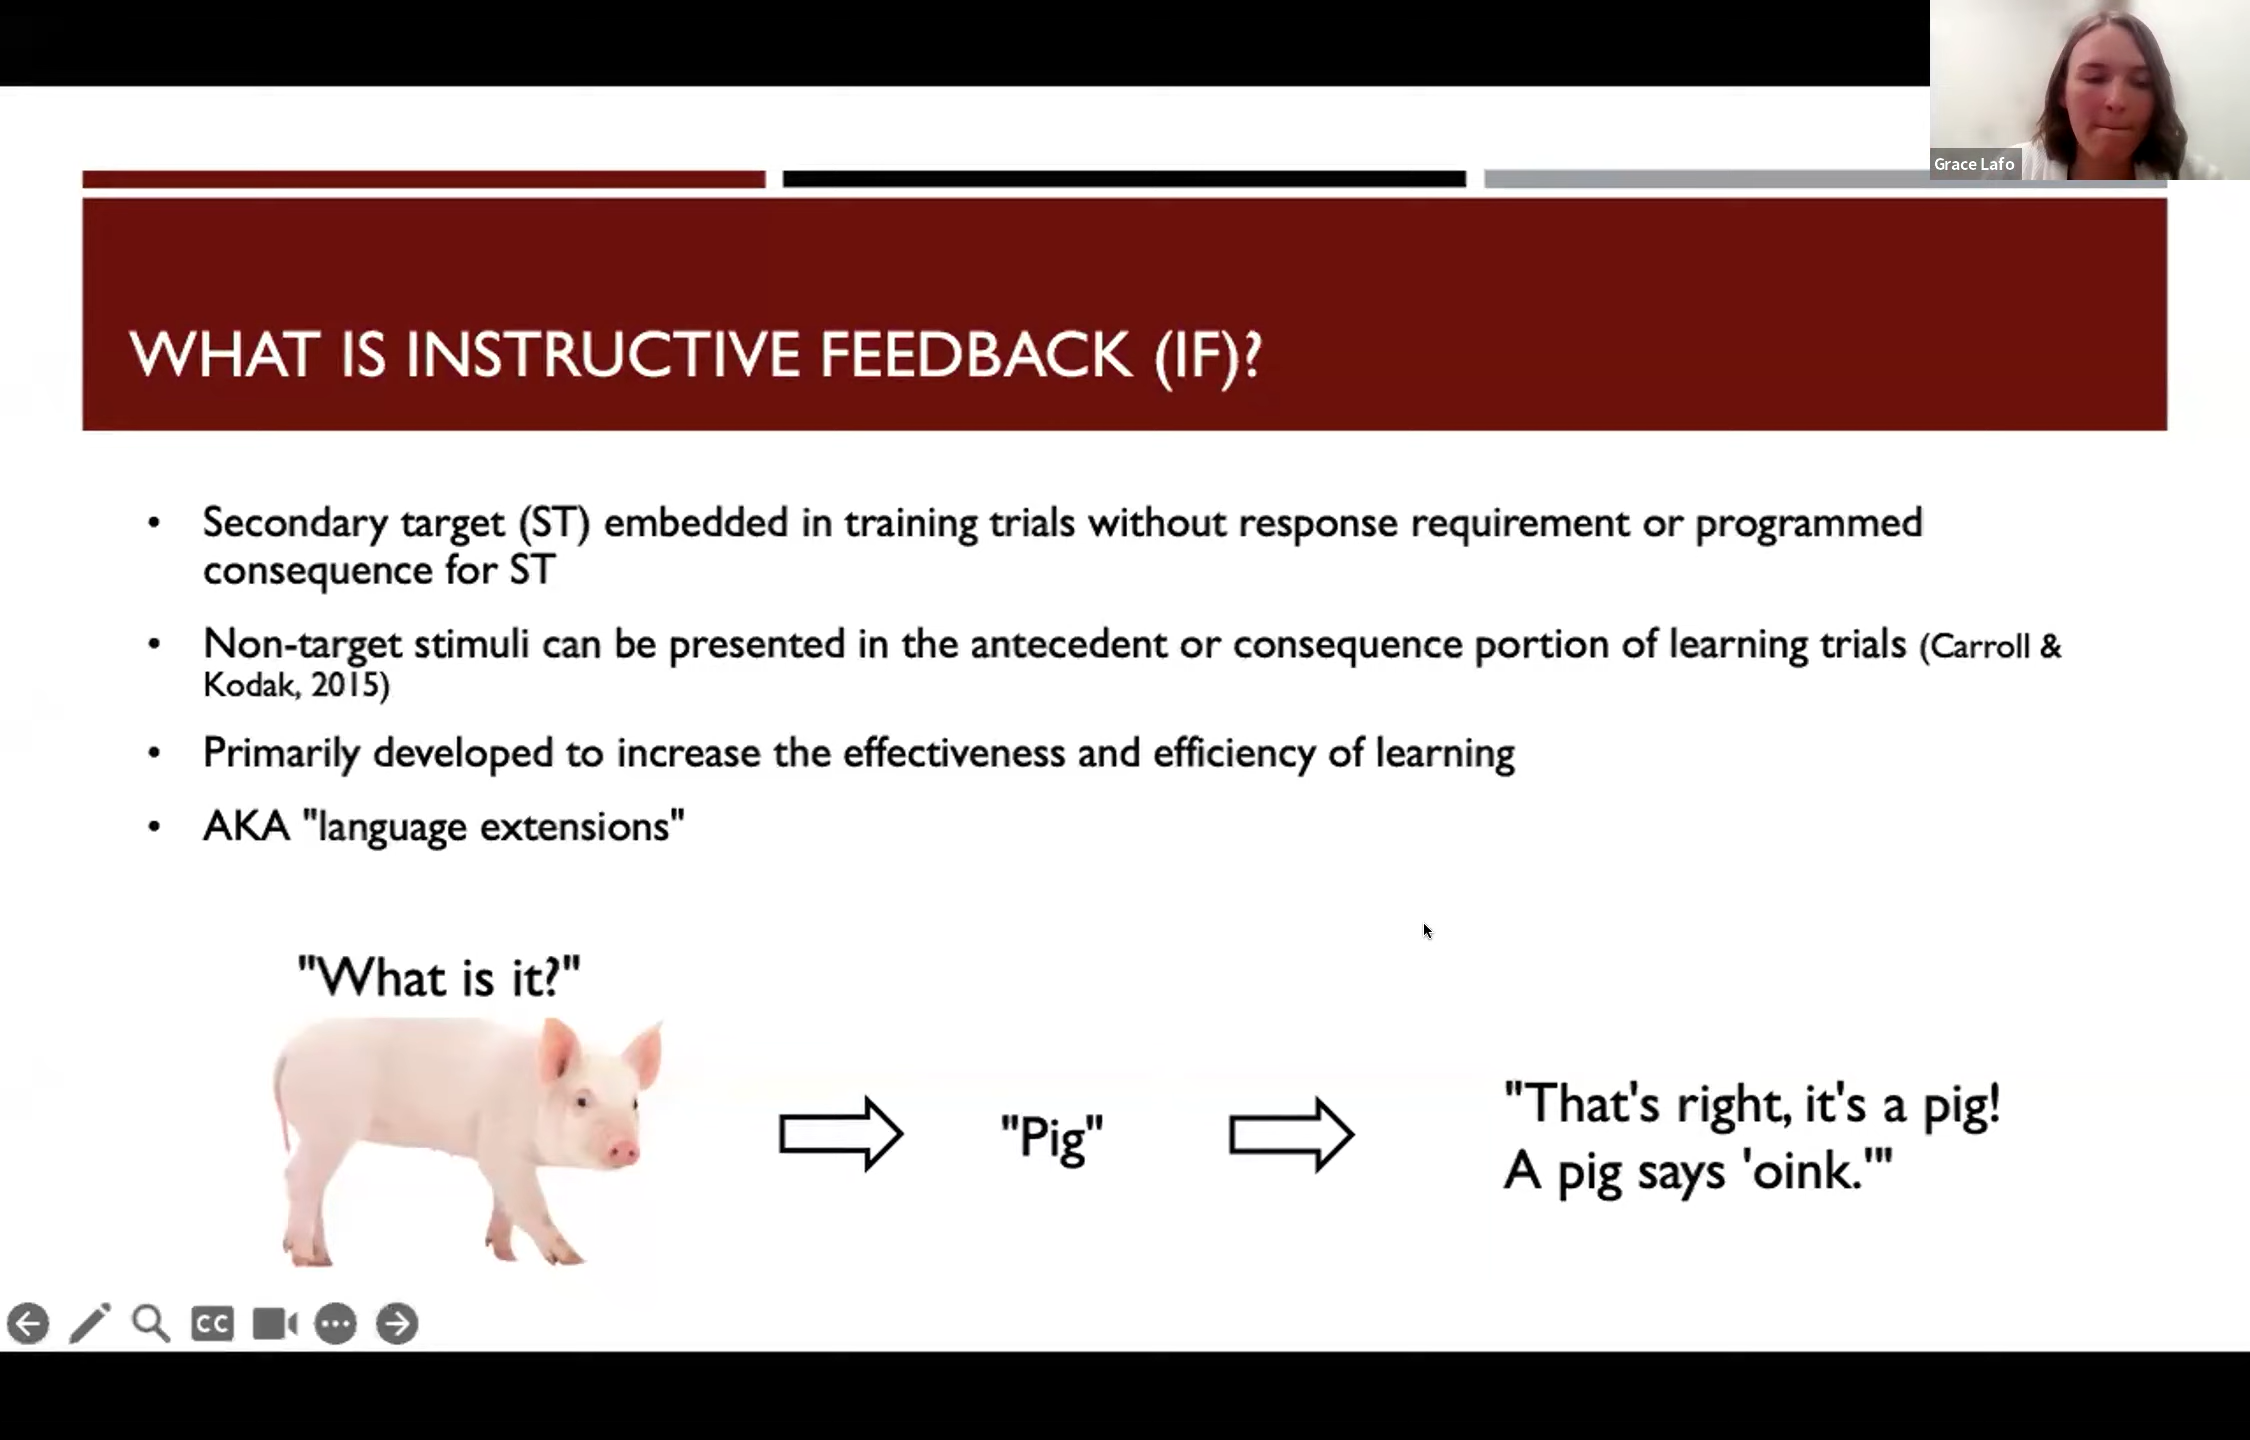 Grace Lafo
WHAT IS INSTRUCTIVE FEEDBACK (IF)?
• Secondary target (ST) embedded in training trials without response requirement or programmed
consequence for ST
• Non-target stimuli can be presented in the antecedent or consequence portion of learning trials (Carroll &
Kodak, 2015)
• Primarily developed to increase the effectiveness and efficiency of learning
• AKA "language extensions"
"What is it?"
"Pig"
"That's right, it's a pig!
A pig says 'oink.'"
CC